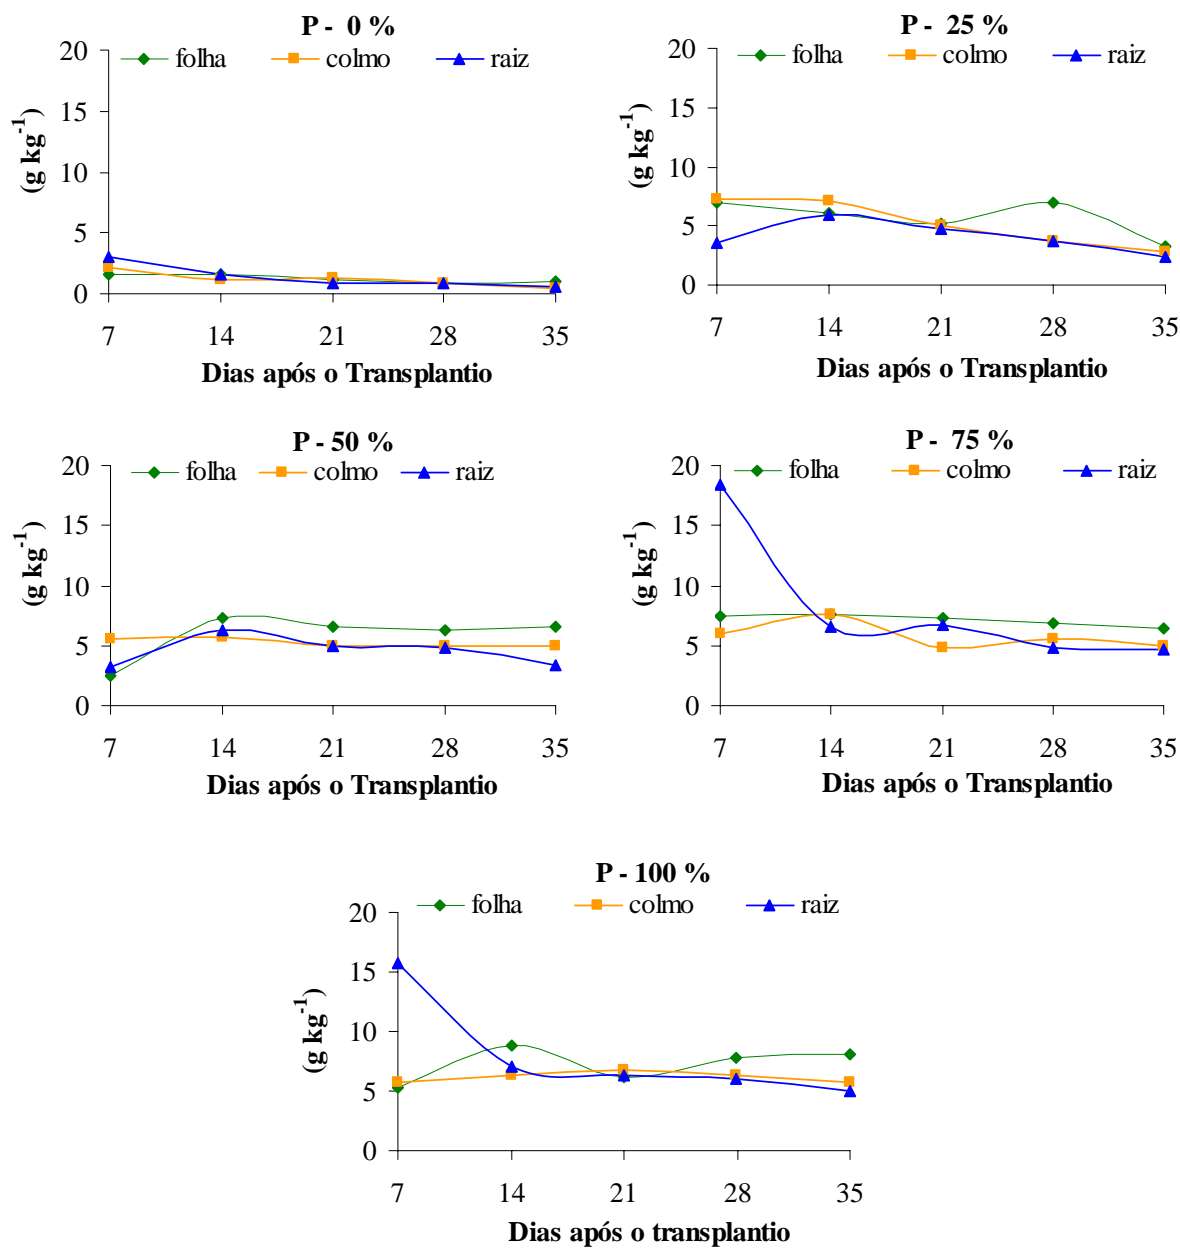 P - 0 %
folha colmo raiz
20
15
10
5
0
(g kg-1)
7 14 21 28 35
Dias após o Transplantio
P - 25 %
folha colmo raiz
20
15
10
5
0
(g kg-1)
7 14 21 28 35
Dias após o Transplantio
P - 50 %
folha colmo raiz
20
15
10
5
0
(g kg-1)
7 14 21 28 35
Dias após o Transplantio
P - 75 %
folha colmo raiz
20
15
10
5
0
(g kg-1)
7 14 21 28 35
Dias após o Transplantio
P - 100 %
folha colmo raiz
20
15
10
5
0
(g kg-1)
7 14 21 28 35
Dias após o transplantio